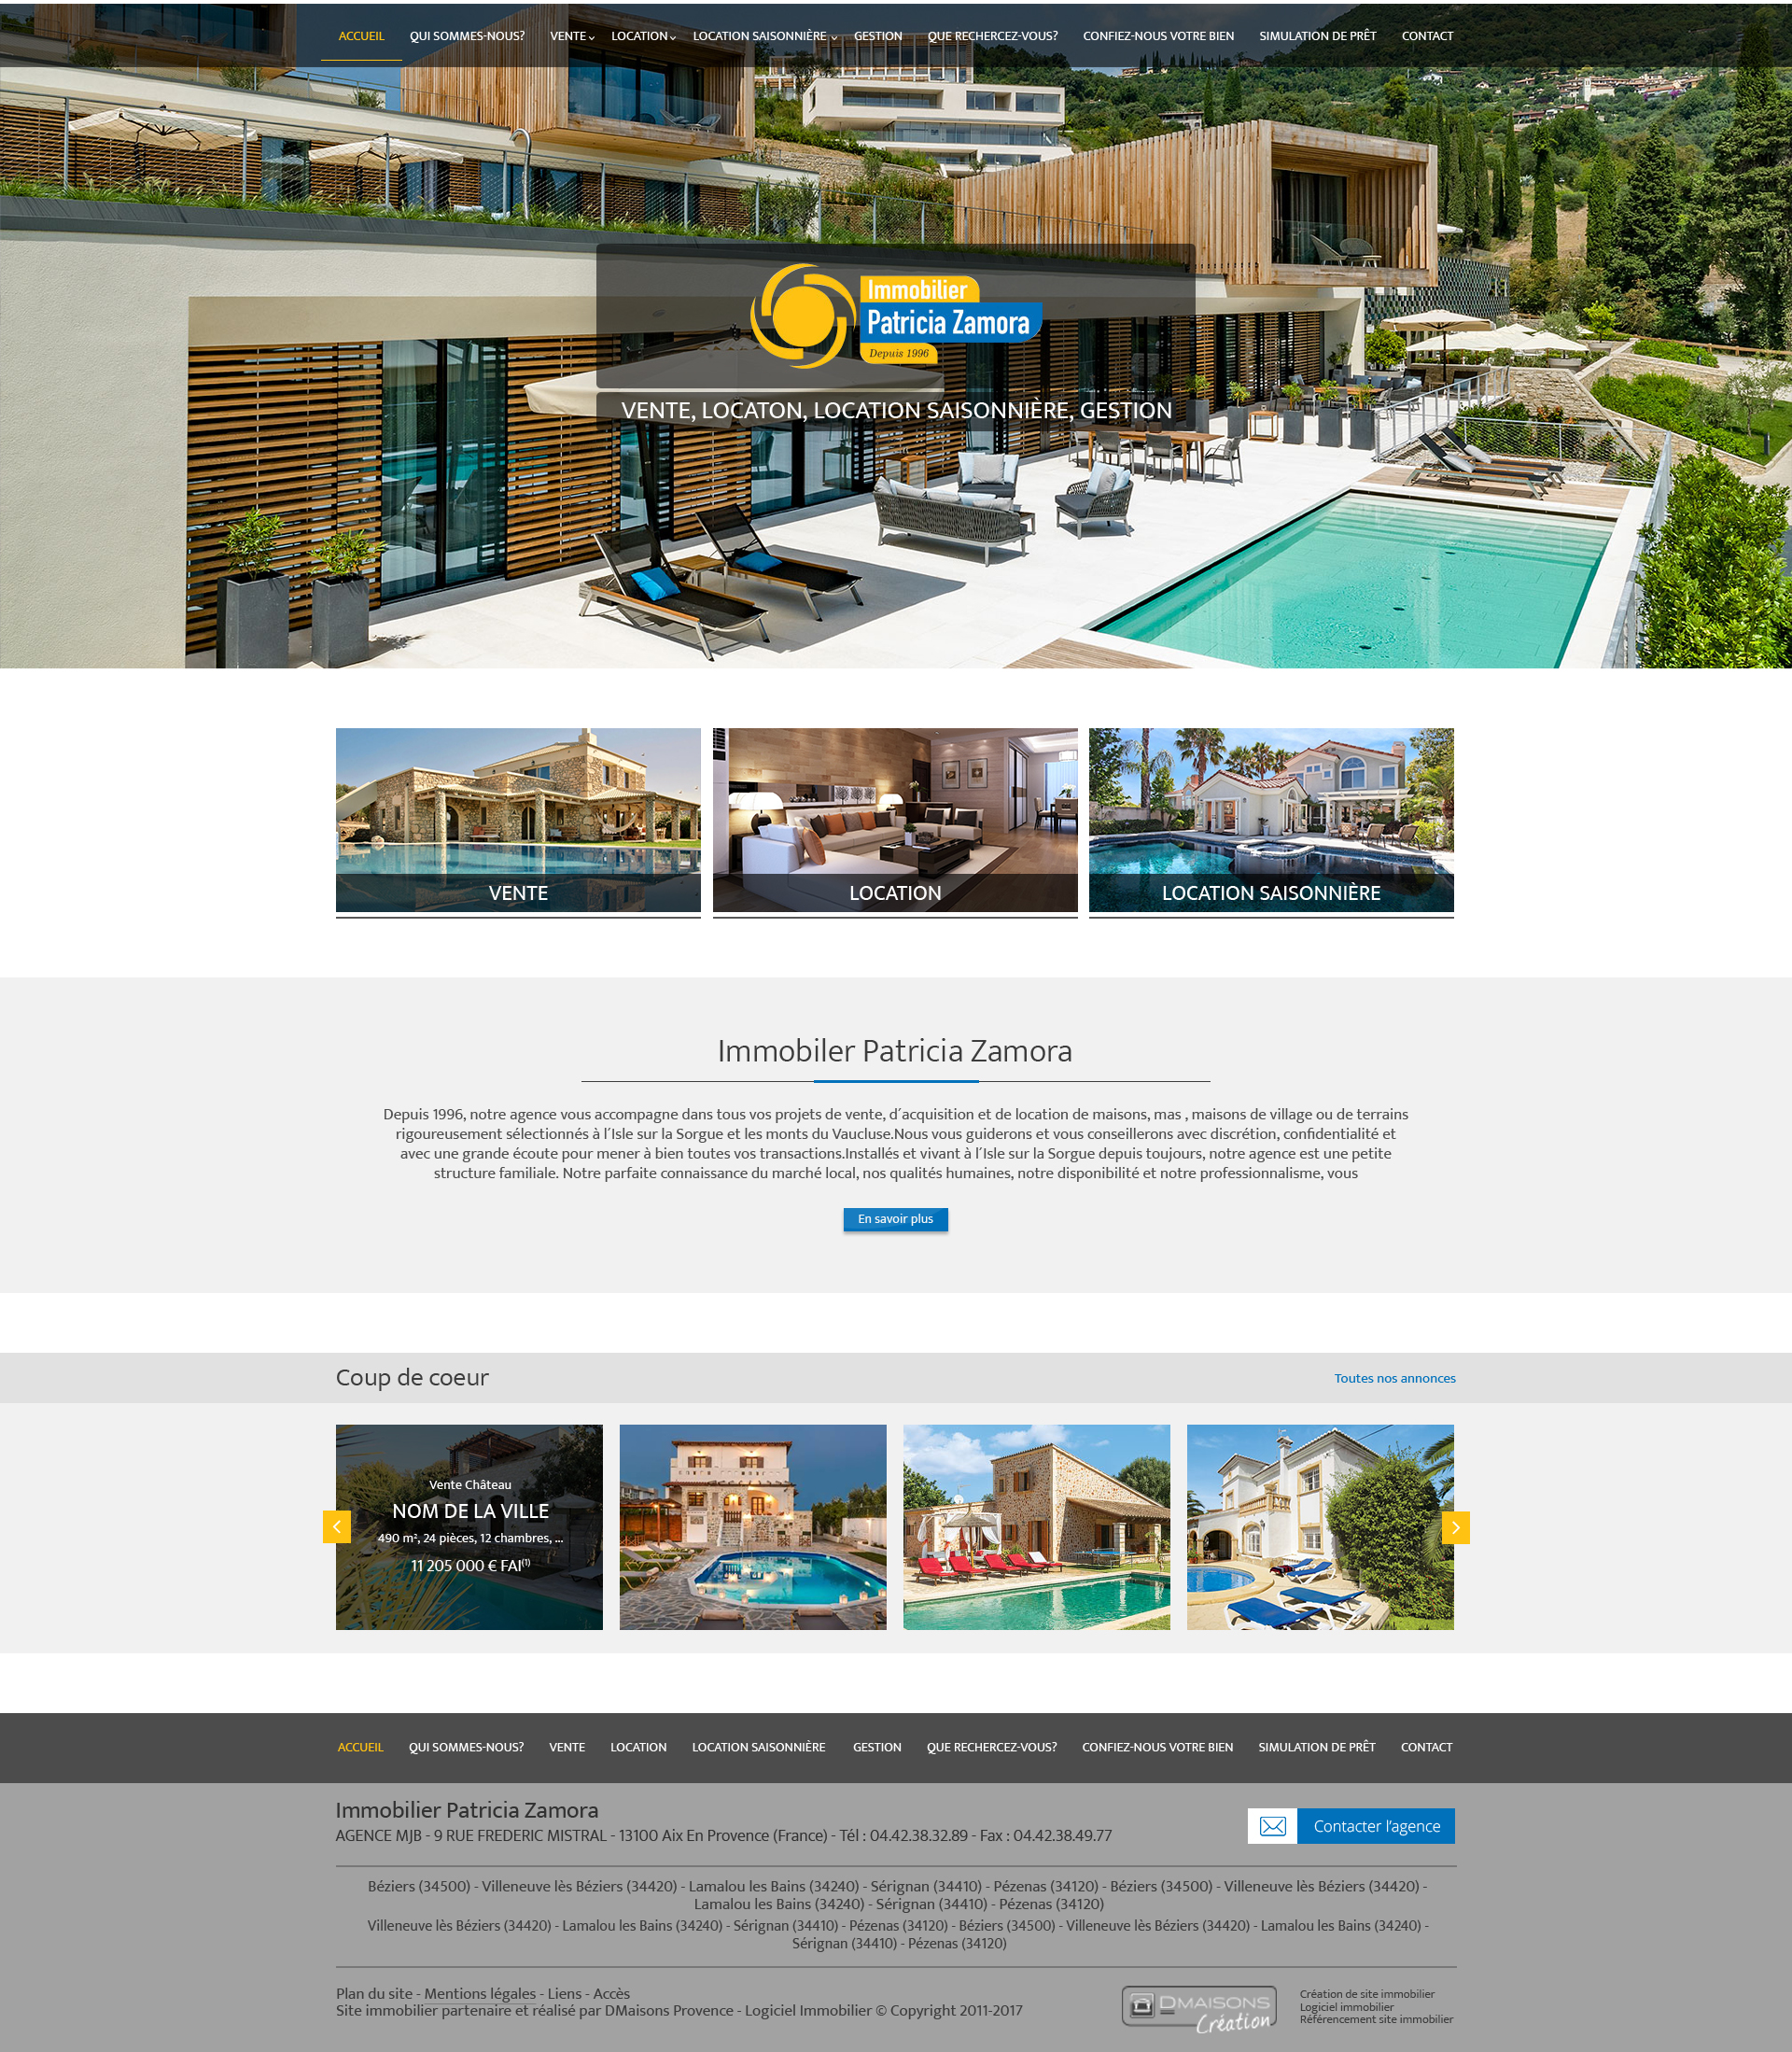 ACCUEIL QUI SOMMES-NOUS? VENTE LOCATION LOCATION SAISONNIÈRE GESTION QUE RECHERCEZ-VOUS? CONFIEZ-NOUS VOTRE BIEN SIMULATION DE PRÊT CONTACT
Immobilier
Patricia Zamora
Depuis 1996
VENTE, LOCATON, LOCATION SAISONNIÈRE, GESTION
VENTE
LOCATION
LOCATION SAISONNIÈRE
Immobiler Patricia Zamora
Depuis 1996, notre agence vous accompagne dans tous vos projets de vente, d´acquisition et de location de maisons, mas , maisons de village ou de terrains
rigoureusement sélectionnés à l´Isle sur la Sorgue et les monts du Vaucluse.Nous vous guiderons et vous conseillerons avec discrétion, confidentialité et
avec une grande écoute pour mener à bien toutes vos transactions.Installés et vivant à l´Isle sur la Sorgue depuis toujours, notre agence est une petite
structure familiale. Notre parfaite connaissance du marché local, nos qualités humaines, notre disponibilité et notre professionnalisme, vous
En savoir plus
Coup de coeur
Toutes nos annonces
Vente Château
NOM DE LA VILLE
490 m², 24 pièces, 12 chambres, ...
11 205 000 € FAI(1)
ACCUEIL QUI SOMMES-NOUS? VENTE LOCATION LOCATION SAISONNIÈRE GESTION QUE RECHERCEZ-VOUS? CONFIEZ-NOUS VOTRE BIEN SIMULATION DE PRÊT CONTACT
Immobilier Patricia Zamora
AGENCE MJB - 9 RUE FREDERIC MISTRAL - 13100 Aix En Provence (France) - Tél : 04.42.38.32.89 - Fax : 04.42.38.49.77
Contacter l’agence
Béziers (34500) - Villeneuve lès Béziers (34420) - Lamalou les Bains (34240) - Sérignan (34410) - Pézenas (34120) - Béziers (34500) - Villeneuve lès Béziers (34420) -
Lamalou les Bains (34240) - Sérignan (34410) - Pézenas (34120)
Villeneuve lès Béziers (34420) - Lamalou les Bains (34240) - Sérignan (34410) - Pézenas (34120) - Béziers (34500) - Villeneuve lès Béziers (34420) - Lamalou les Bains (34240) -
Sérignan (34410) - Pézenas (34120)
Plan du site - Mentions légales - Liens - Accès
Site immobilier partenaire et réalisé par DMaisons Provence - Logiciel Immobilier © Copyright 2011-2017
DMAISONS
Création
Création de site immobilier
Logiciel immobilier
Référencement site immobilier